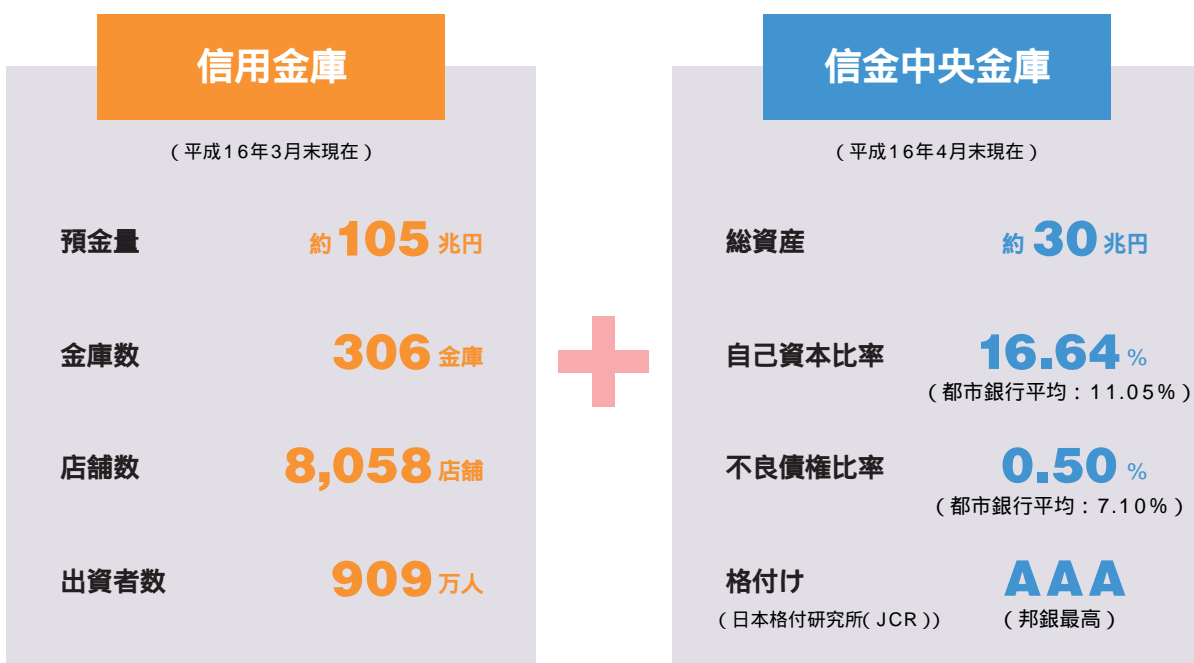 信用金庫
（平成16年3月末現在）
預金量 約105兆円
金庫数 306金庫
店舗数 8,058店舗
出資者数 909万人
信金中央金庫
（平成16年4月末現在）
総資産 約30兆円
自己資本比率 16.64%
（都市銀行平均：11.05%）
不良債権比率 0.50%
（都市銀行平均：7.10%）
格付け AAA
（日本格付研究所（JCR）） （邦銀最高）